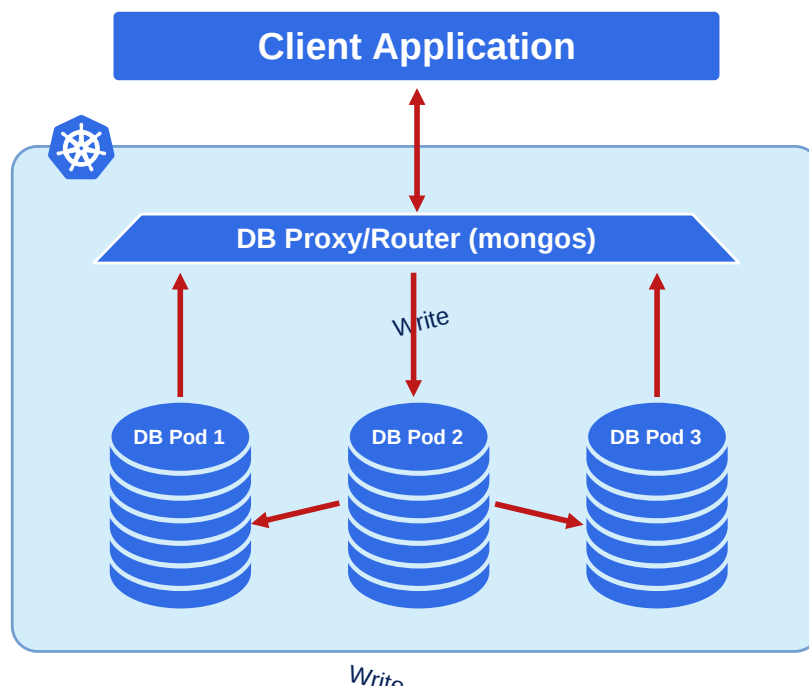 Client Application
DB Proxy/Router (mongos)
Write
DB Pod 1
DB Pod 2
DB Pod 3
Write